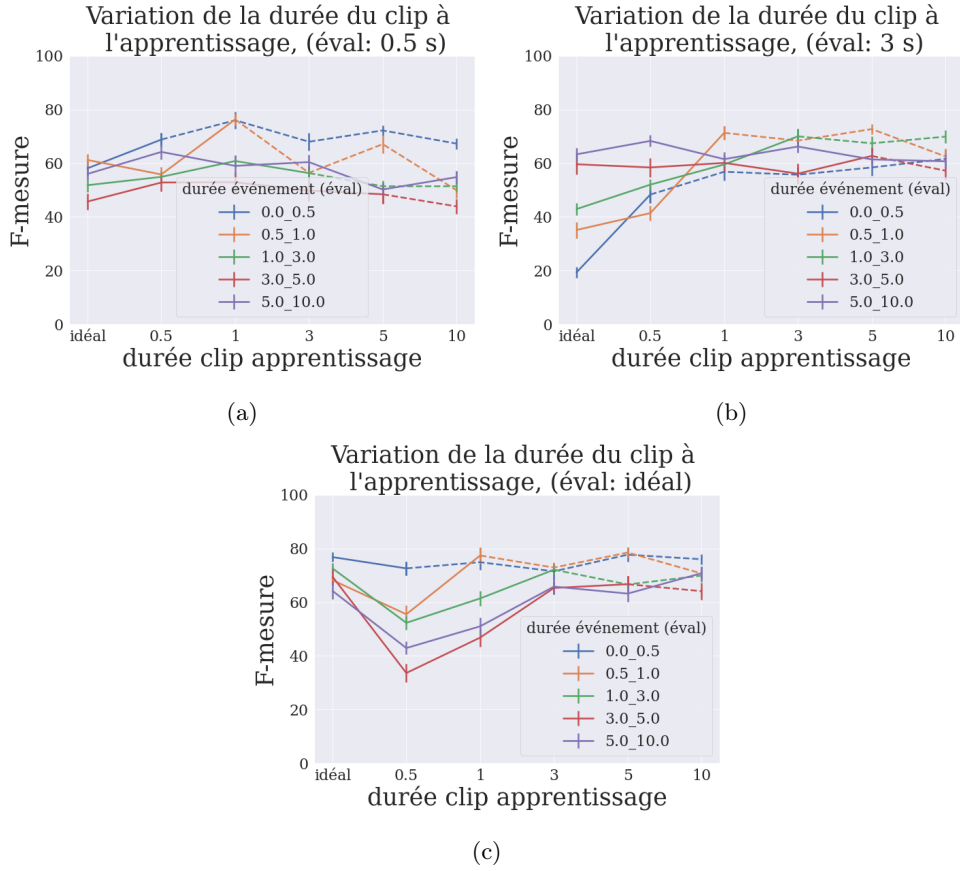 Variation de la durée du clip à
l'apprentissage, (éval: 0.5 s)
100
80
60
40
20
0
F-mesure
durée événement (éval)
0.0_0.5
0.5_1.0
1.0_3.0
3.0_5.0
5.0_10.0
idéal 0.5 1 3 5 10
durée clip apprentissage
(a)
Variation de la durée du clip à
l'apprentissage, (éval: 3 s)
100
80
60
40
20
0
F-mesure
durée événement (éval)
0.0_0.5
0.5_1.0
1.0_3.0
3.0_5.0
5.0_10.0
idéal 0.5 1 3 5 10
durée clip apprentissage
(b)
Variation de la durée du clip à
l'apprentissage, (éval: idéal)
100
80
60
40
20
0
F-mesure
durée événement (éval)
0.0_0.5
0.5_1.0
1.0_3.0
3.0_5.0
5.0_10.0
idéal 0.5 1 3 5 10
durée clip apprentissage
(c)